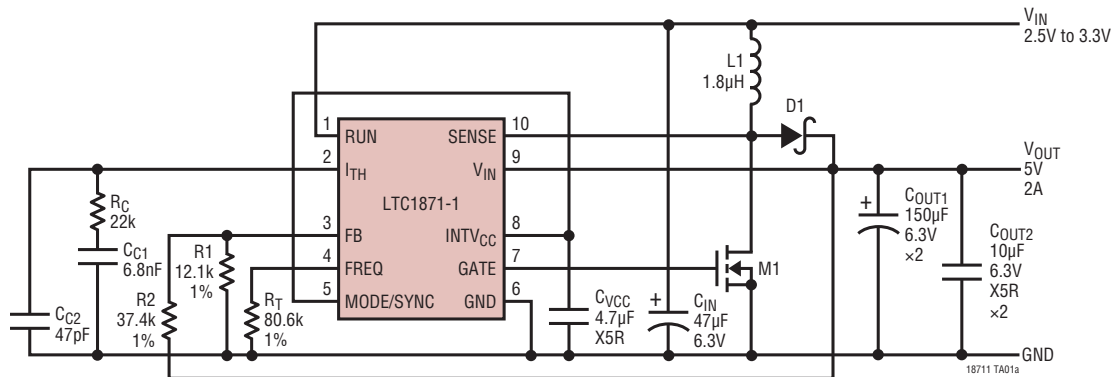 VIN
2.5V to 3.3V
L1
1.8µH
D1
1
RUN
SENSE
10
2
ITH
VIN
9
VOUT
5V
2A
LTC1871-1
RC
22k
CC1
6.8nF
3
FB
INTVCC
8
R1
12.1k
1%
4
FREQ
GATE
7
M1
COUT1
150µF
6.3V
×2
COUT2
10µF
6.3V
X5R
×2
5
MODE/SYNC
GND
6
CC2
47pF
R2
37.4k
1%
RT
80.6k
1%
CVCC
4.7µF
X5R
+
CIN
47µF
6.3V
+
GND
18711 TA01a